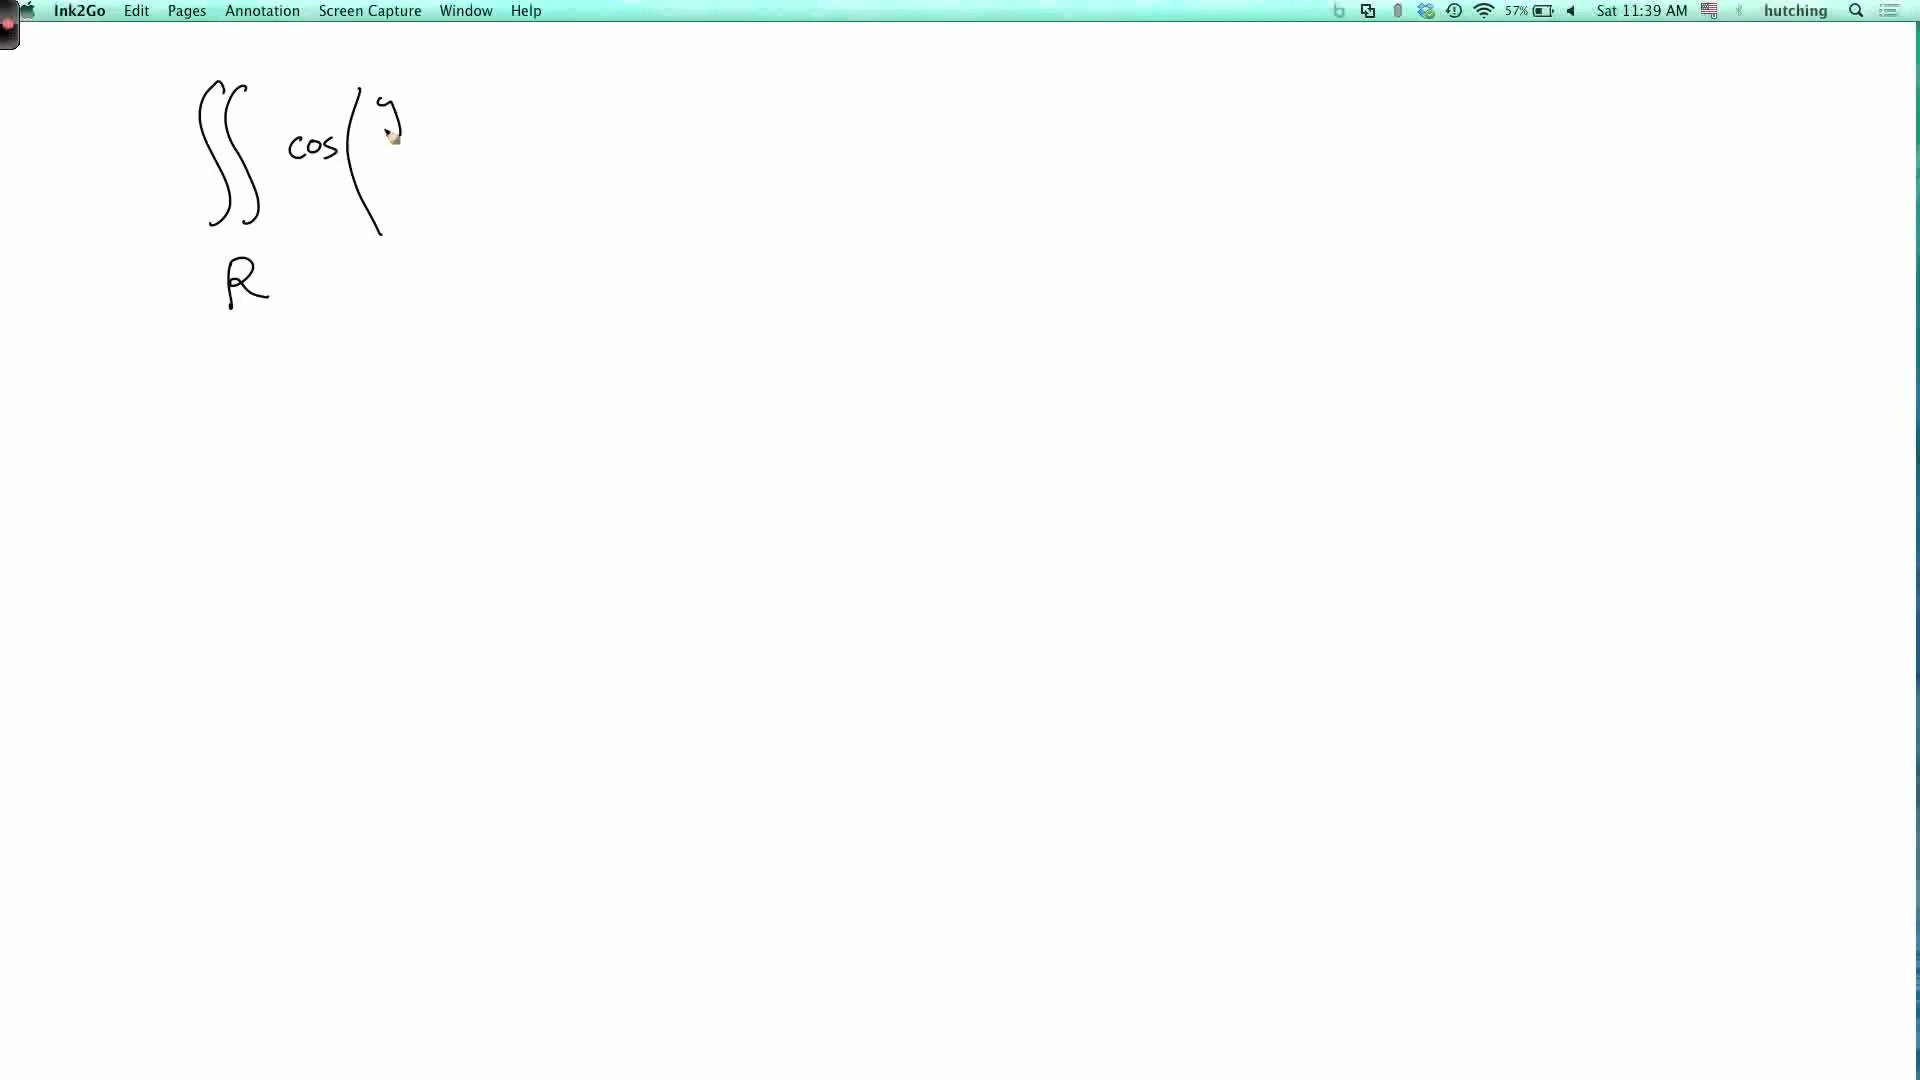 Ink2Go Edit Pages Annotation Screen Capture Window Help 57% Sat 11:39 AM hutching
∬ cos( y
R